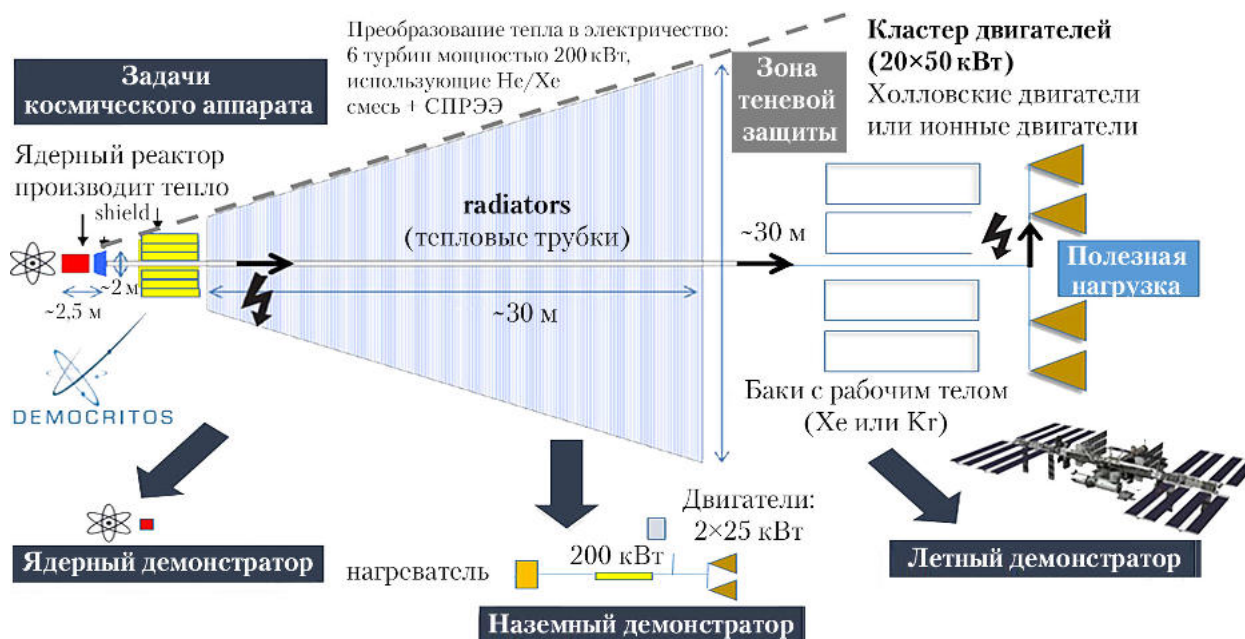 Преобразование тепла в электричество:
6 турбин мощностью 200 кВт,
использующие He/Xe
смесь + СПРЭЭ
Задачи
космического аппарата
Зона
теневой
защиты
Кластер двигателей
(20×50 кВт)
Холловские двигатели
или ионные двигатели
Ядерный реактор
производит тепло
shield
radiators
(тепловые трубки)
~30 м
~2 м
~2,5 м
~30 м
Полезная
нагрузка
DEMOCRITOS
Баки с рабочим телом
(Xe или Kr)
Ядерный демонстратор
Двигатели:
2×25 кВт
200 кВт
нагреватель
Наземный демонстратор
Летный демонстратор